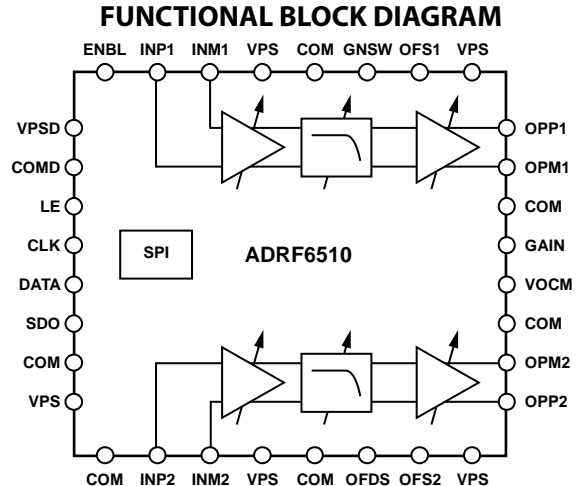 FUNCTIONAL BLOCK DIAGRAM
ENBL INP1 INM1 VPS COM GNSW OFS1 VPS
VPSD
COMD
LE
CLK
DATA
SDO
COM
VPS
SPI
ADRF6510
OPP1
OPM1
COM
GAIN
VOCM
COM
OPM2
OPP2
COM INP2 INM2 VPS COM OFDS OFS2 VPS